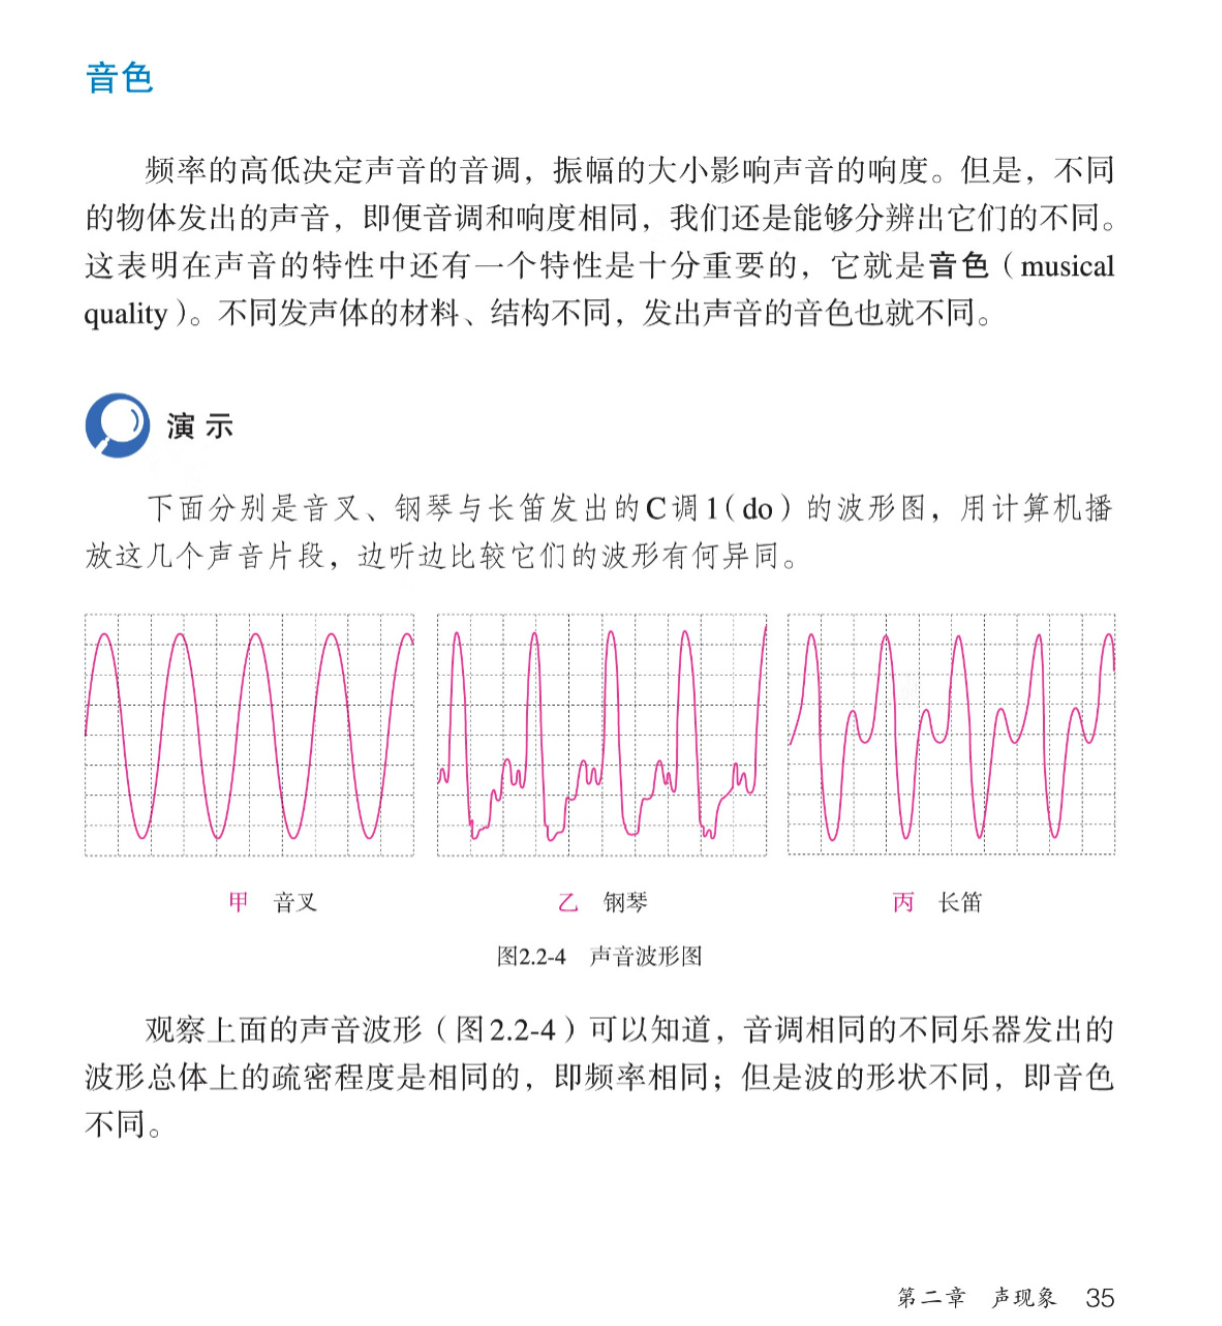 音色
频率的高低决定声音的音调，振幅的大小影响声音的响度。但是，不同
的物体发出的声音，即便音调和响度相同，我们还是能够分辨出它们的不同。
这表明在声音的特性中还有一个特性是十分重要的，它就是音色（musical
quality）。不同发声体的材料、结构不同，发出声音的音色也就不同。
演示
下面分别是音叉、钢琴与长笛发出的C调1（do）的波形图，用计算机播
放这几个声音片段，边听边比较它们的波形有何异同。
甲 音叉
乙 钢琴
丙 长笛
图2.2-4 声音波形图
观察上面的声音波形（图2.2-4）可以知道，音调相同的不同乐器发出的
波形总体上的疏密程度是相同的，即频率相同；但是波的形状不同，即音色
不同。
第二章 声现象 35